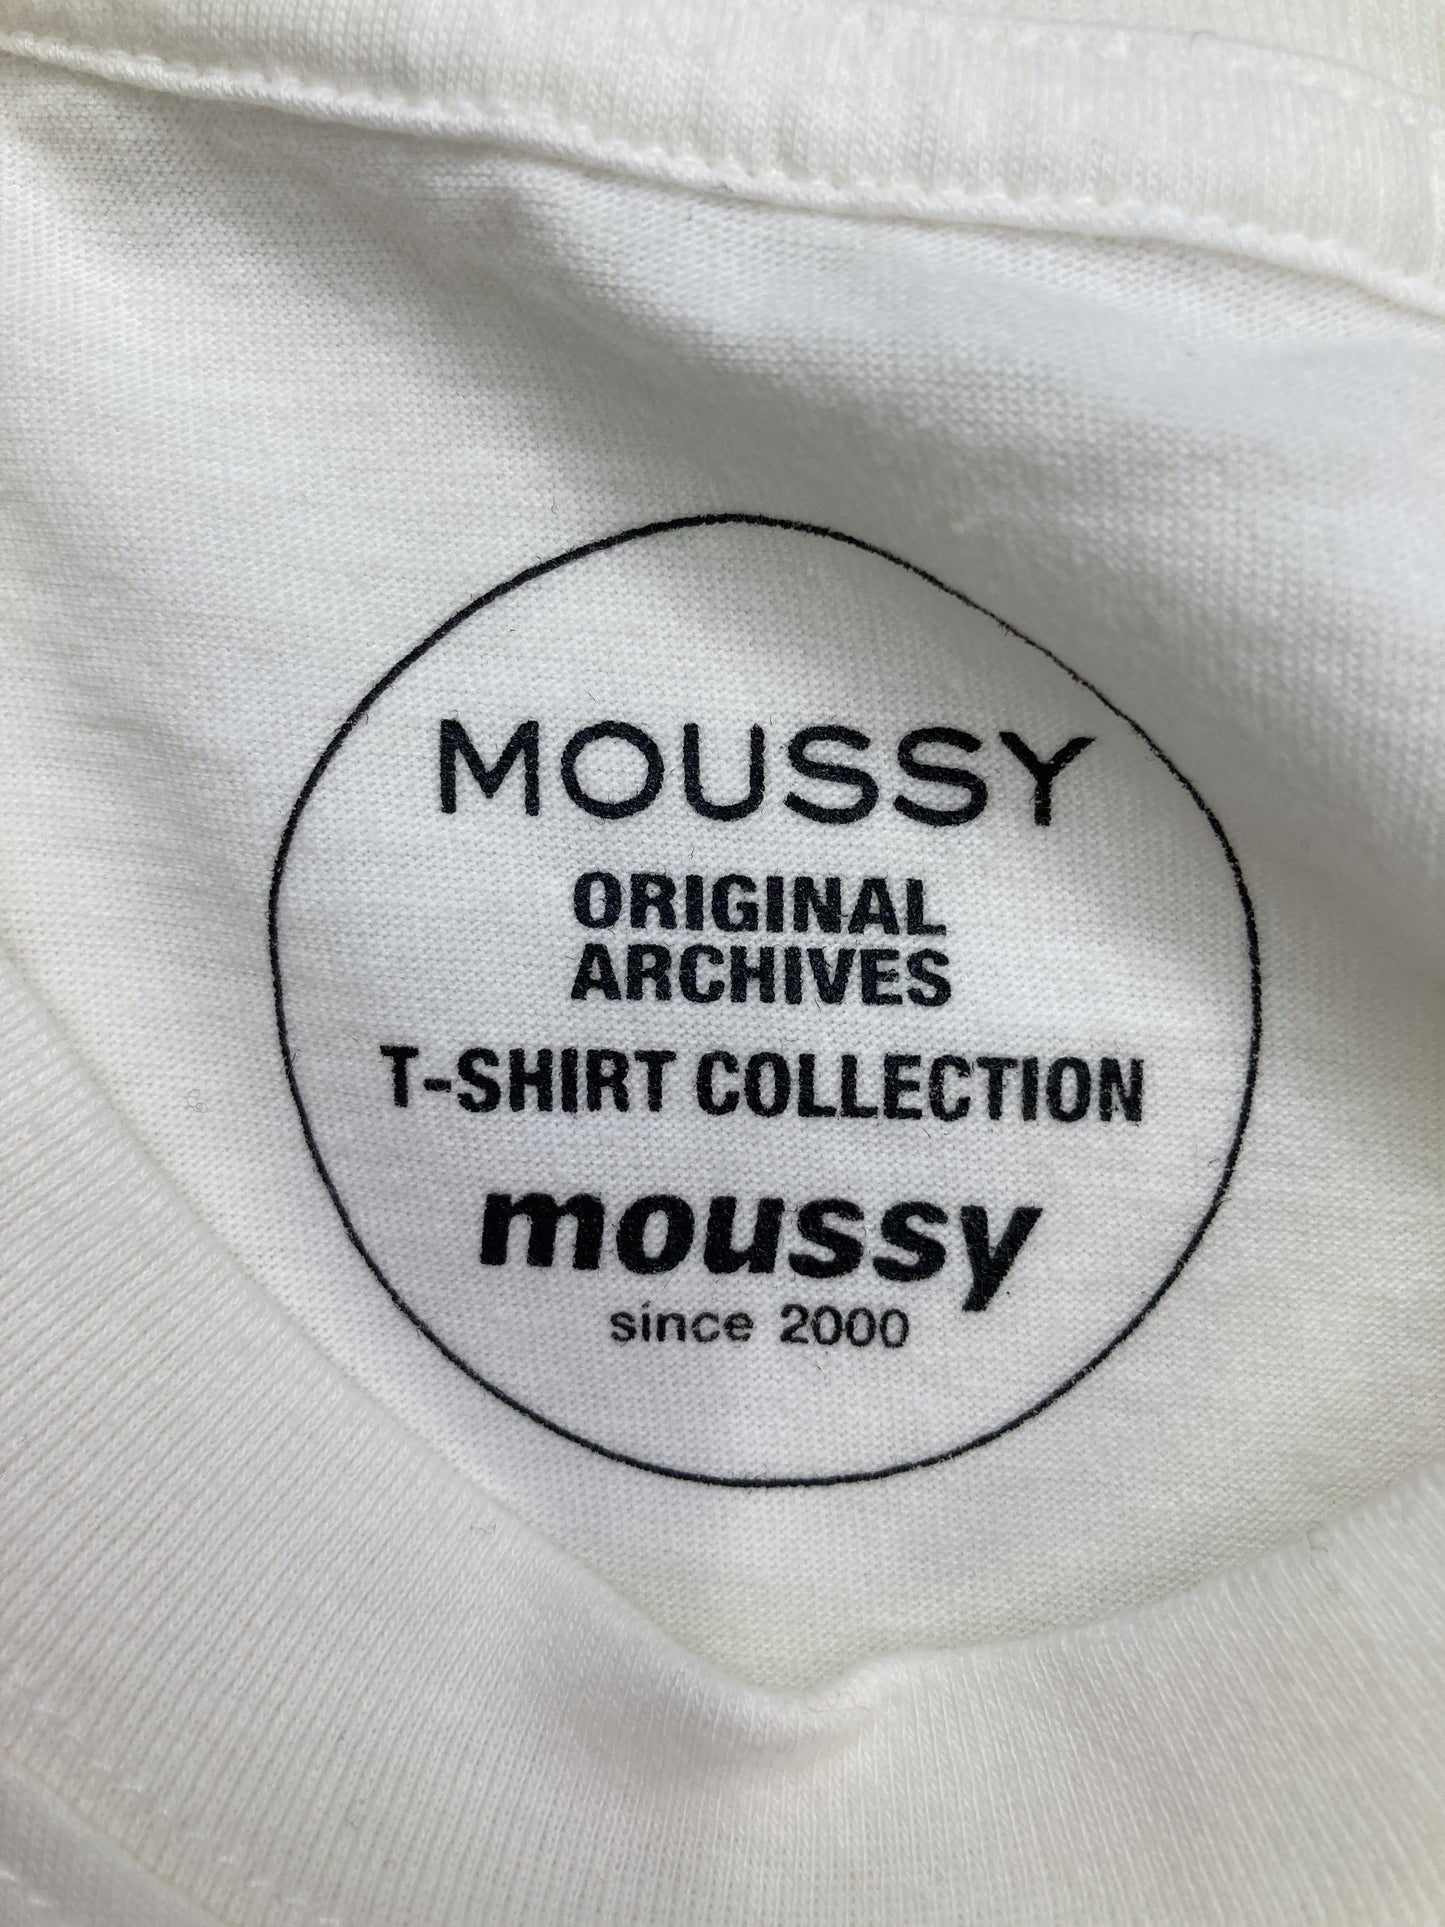 MOUSSY
ORIGINAL
ARCHIVES
T-SHIRT COLLECTION
moussy
since 2000